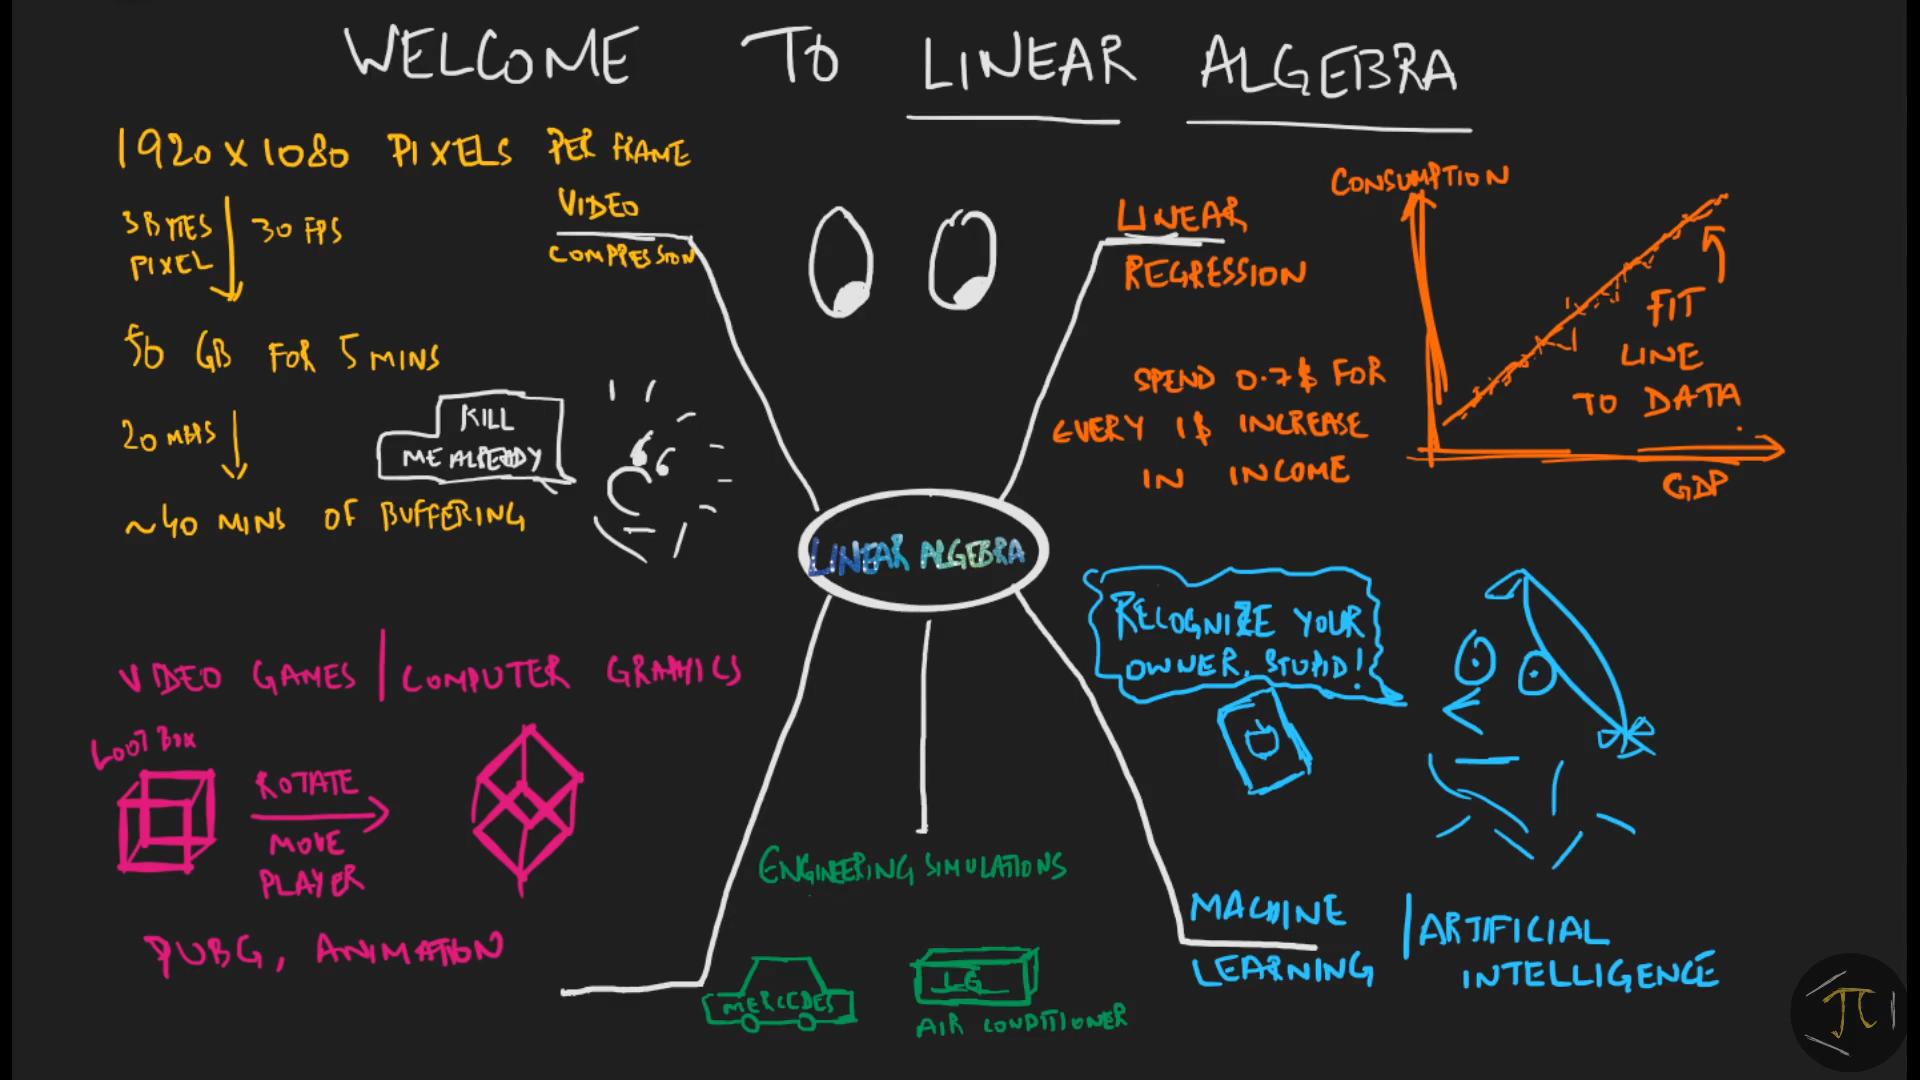 WELCOME TO LINEAR ALGEBRA
1920 X 1080 PIXELS PER FRAME
3 BYTES
PIXEL
30 FPS
50 GB FOR 5 MINS
20 MBPS
~40 MINS OF BUFFERING
VIDEO
COMPRESSION
KILL
ME ALREADY
LINEAR
REGRESSION
SPEND 0.7$ FOR
EVERY 1$ INCREASE
IN INCOME
CONSUMPTION
FIT
LINE
TO DATA
GDP
LINEAR ALGEBRA
RECOGNIZE YOUR
OWNER, STUPID!
VIDEO GAMES | COMPUTER GRAPHICS
LOOT BOX
ROTATE
MOVE
PLAYER
PUBG, ANIMATION
ENGINEERING SIMULATIONS
MERCEDES
LG
AIR CONDITIONER
MACHINE
LEARNING
| ARTIFICIAL
INTELLIGENCE